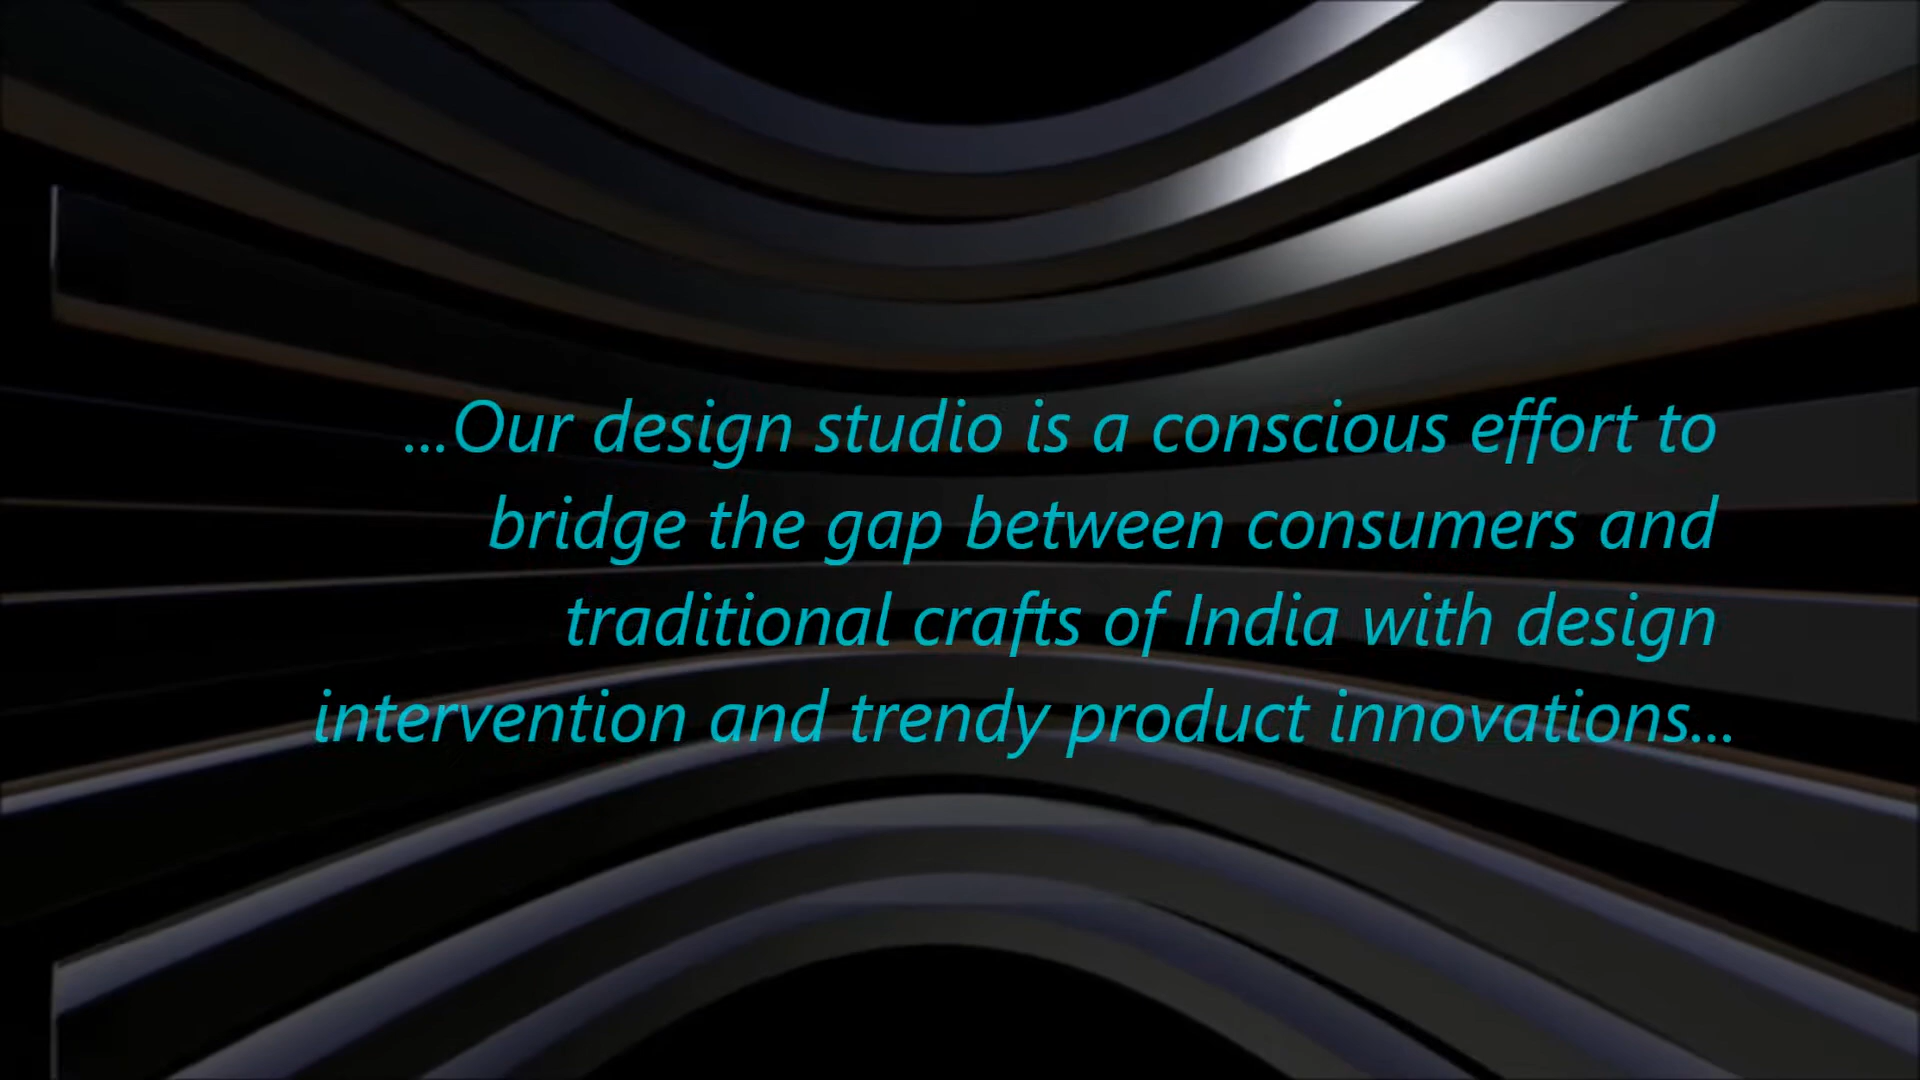 ...Our design studio is a conscious effort to
bridge the gap between consumers and
traditional crafts of India with design
intervention and trendy product innovations...